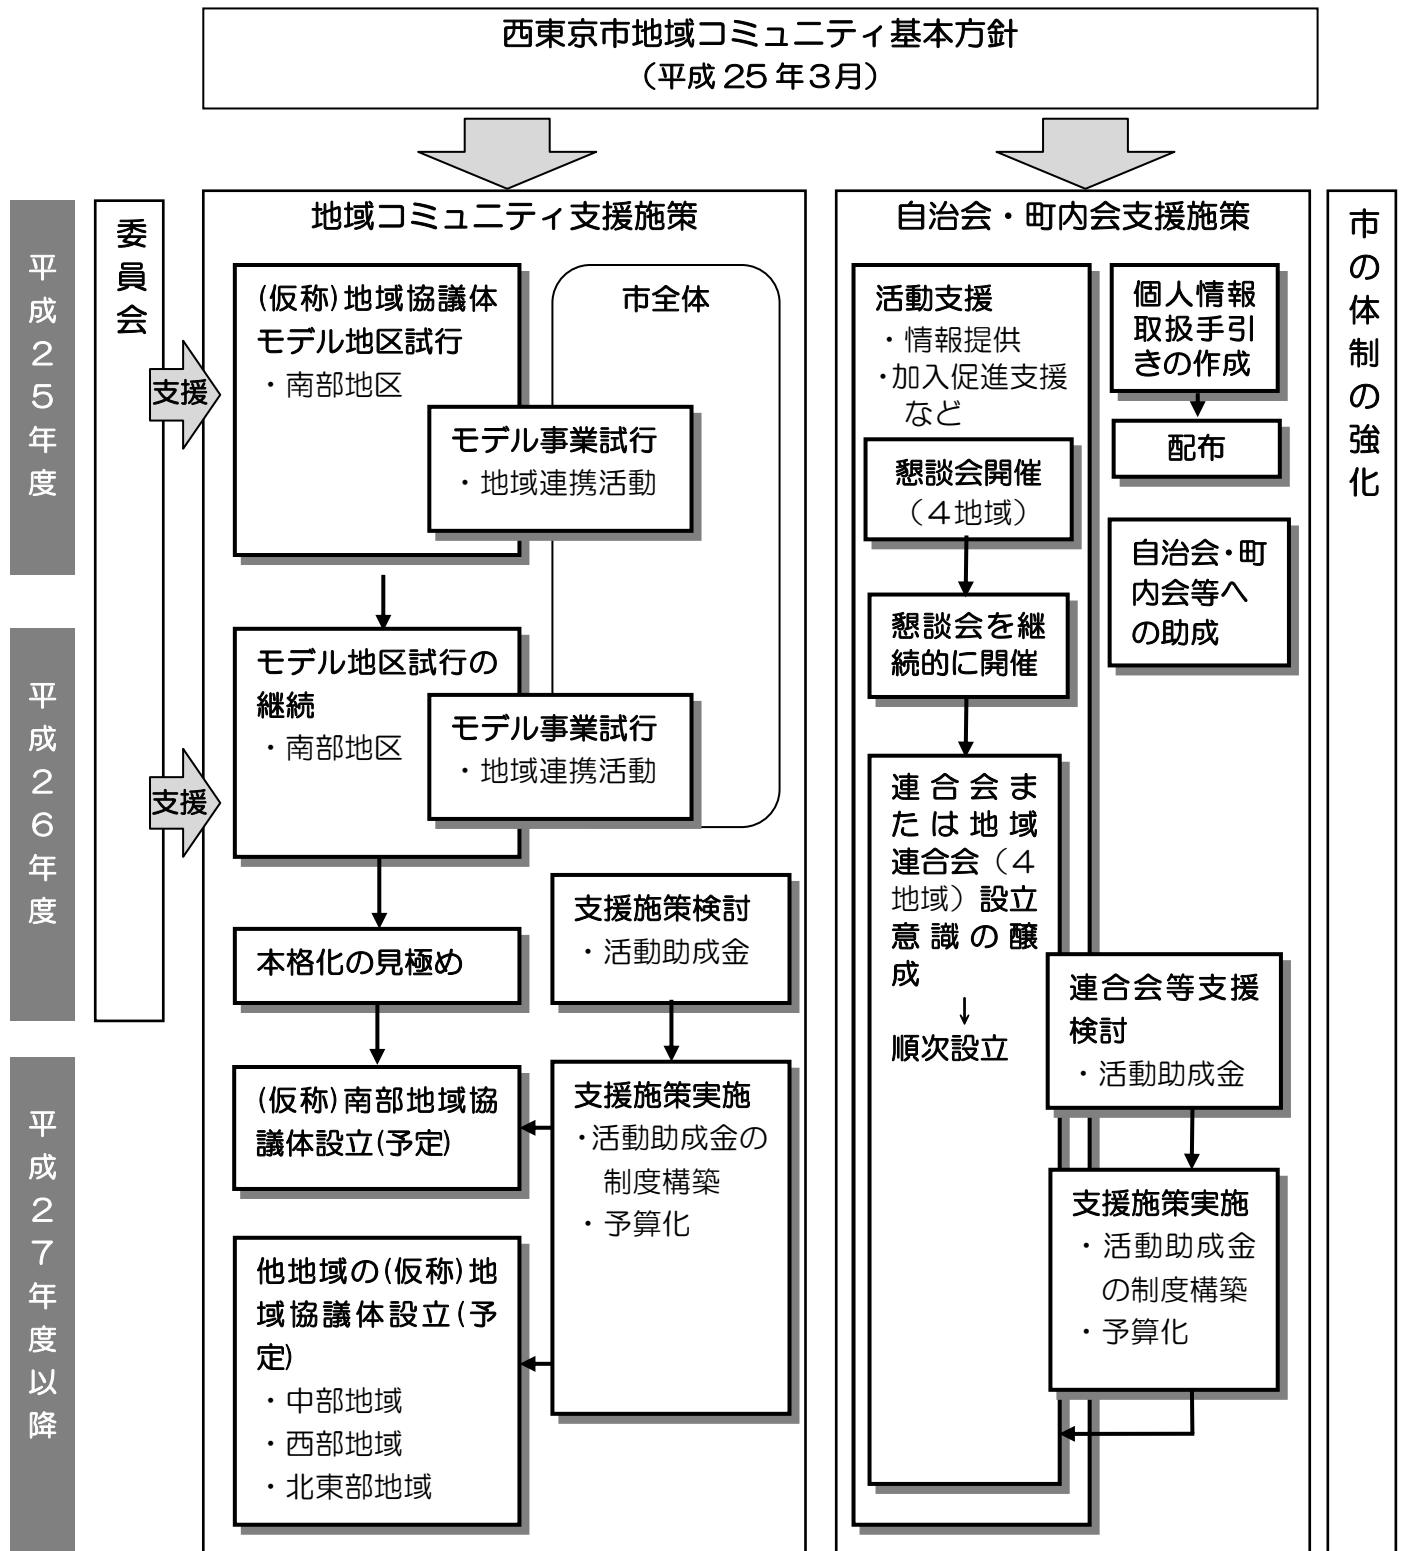 西東京市地域コミュニティ基本方針
（平成25年３月）
平成２５年度
平成２６年度
平成２７年度以降
委員会
支援
支援
地域コミュニティ支援施策
(仮称)地域協議体
モデル地区試行
・南部地区
市全体
モデル事業試行
・地域連携活動
モデル地区試行の
継続
・南部地区
モデル事業試行
・地域連携活動
本格化の見極め
支援施策検討
・活動助成金
(仮称)南部地域協
議体設立(予定)
支援施策実施
・活動助成金の
制度構築
・予算化
他地域の(仮称)地
域協議体設立(予
定)
・中部地域
・西部地域
・北東部地域
自治会・町内会支援施策
活動支援
・情報提供
・加入促進支援
など
懇談会開催
（４地域）
懇談会を継
続的に開催
連合会ま
たは地域
連合会（４
地域）設立
意識の醸
成
↓
順次設立
個人情報
取扱手引
きの作成
配布
自治会・町
内会等へ
の助成
連合会等支援
検討
・活動助成金
支援施策実施
・活動助成金
の制度構築
・予算化
市の体制の強化